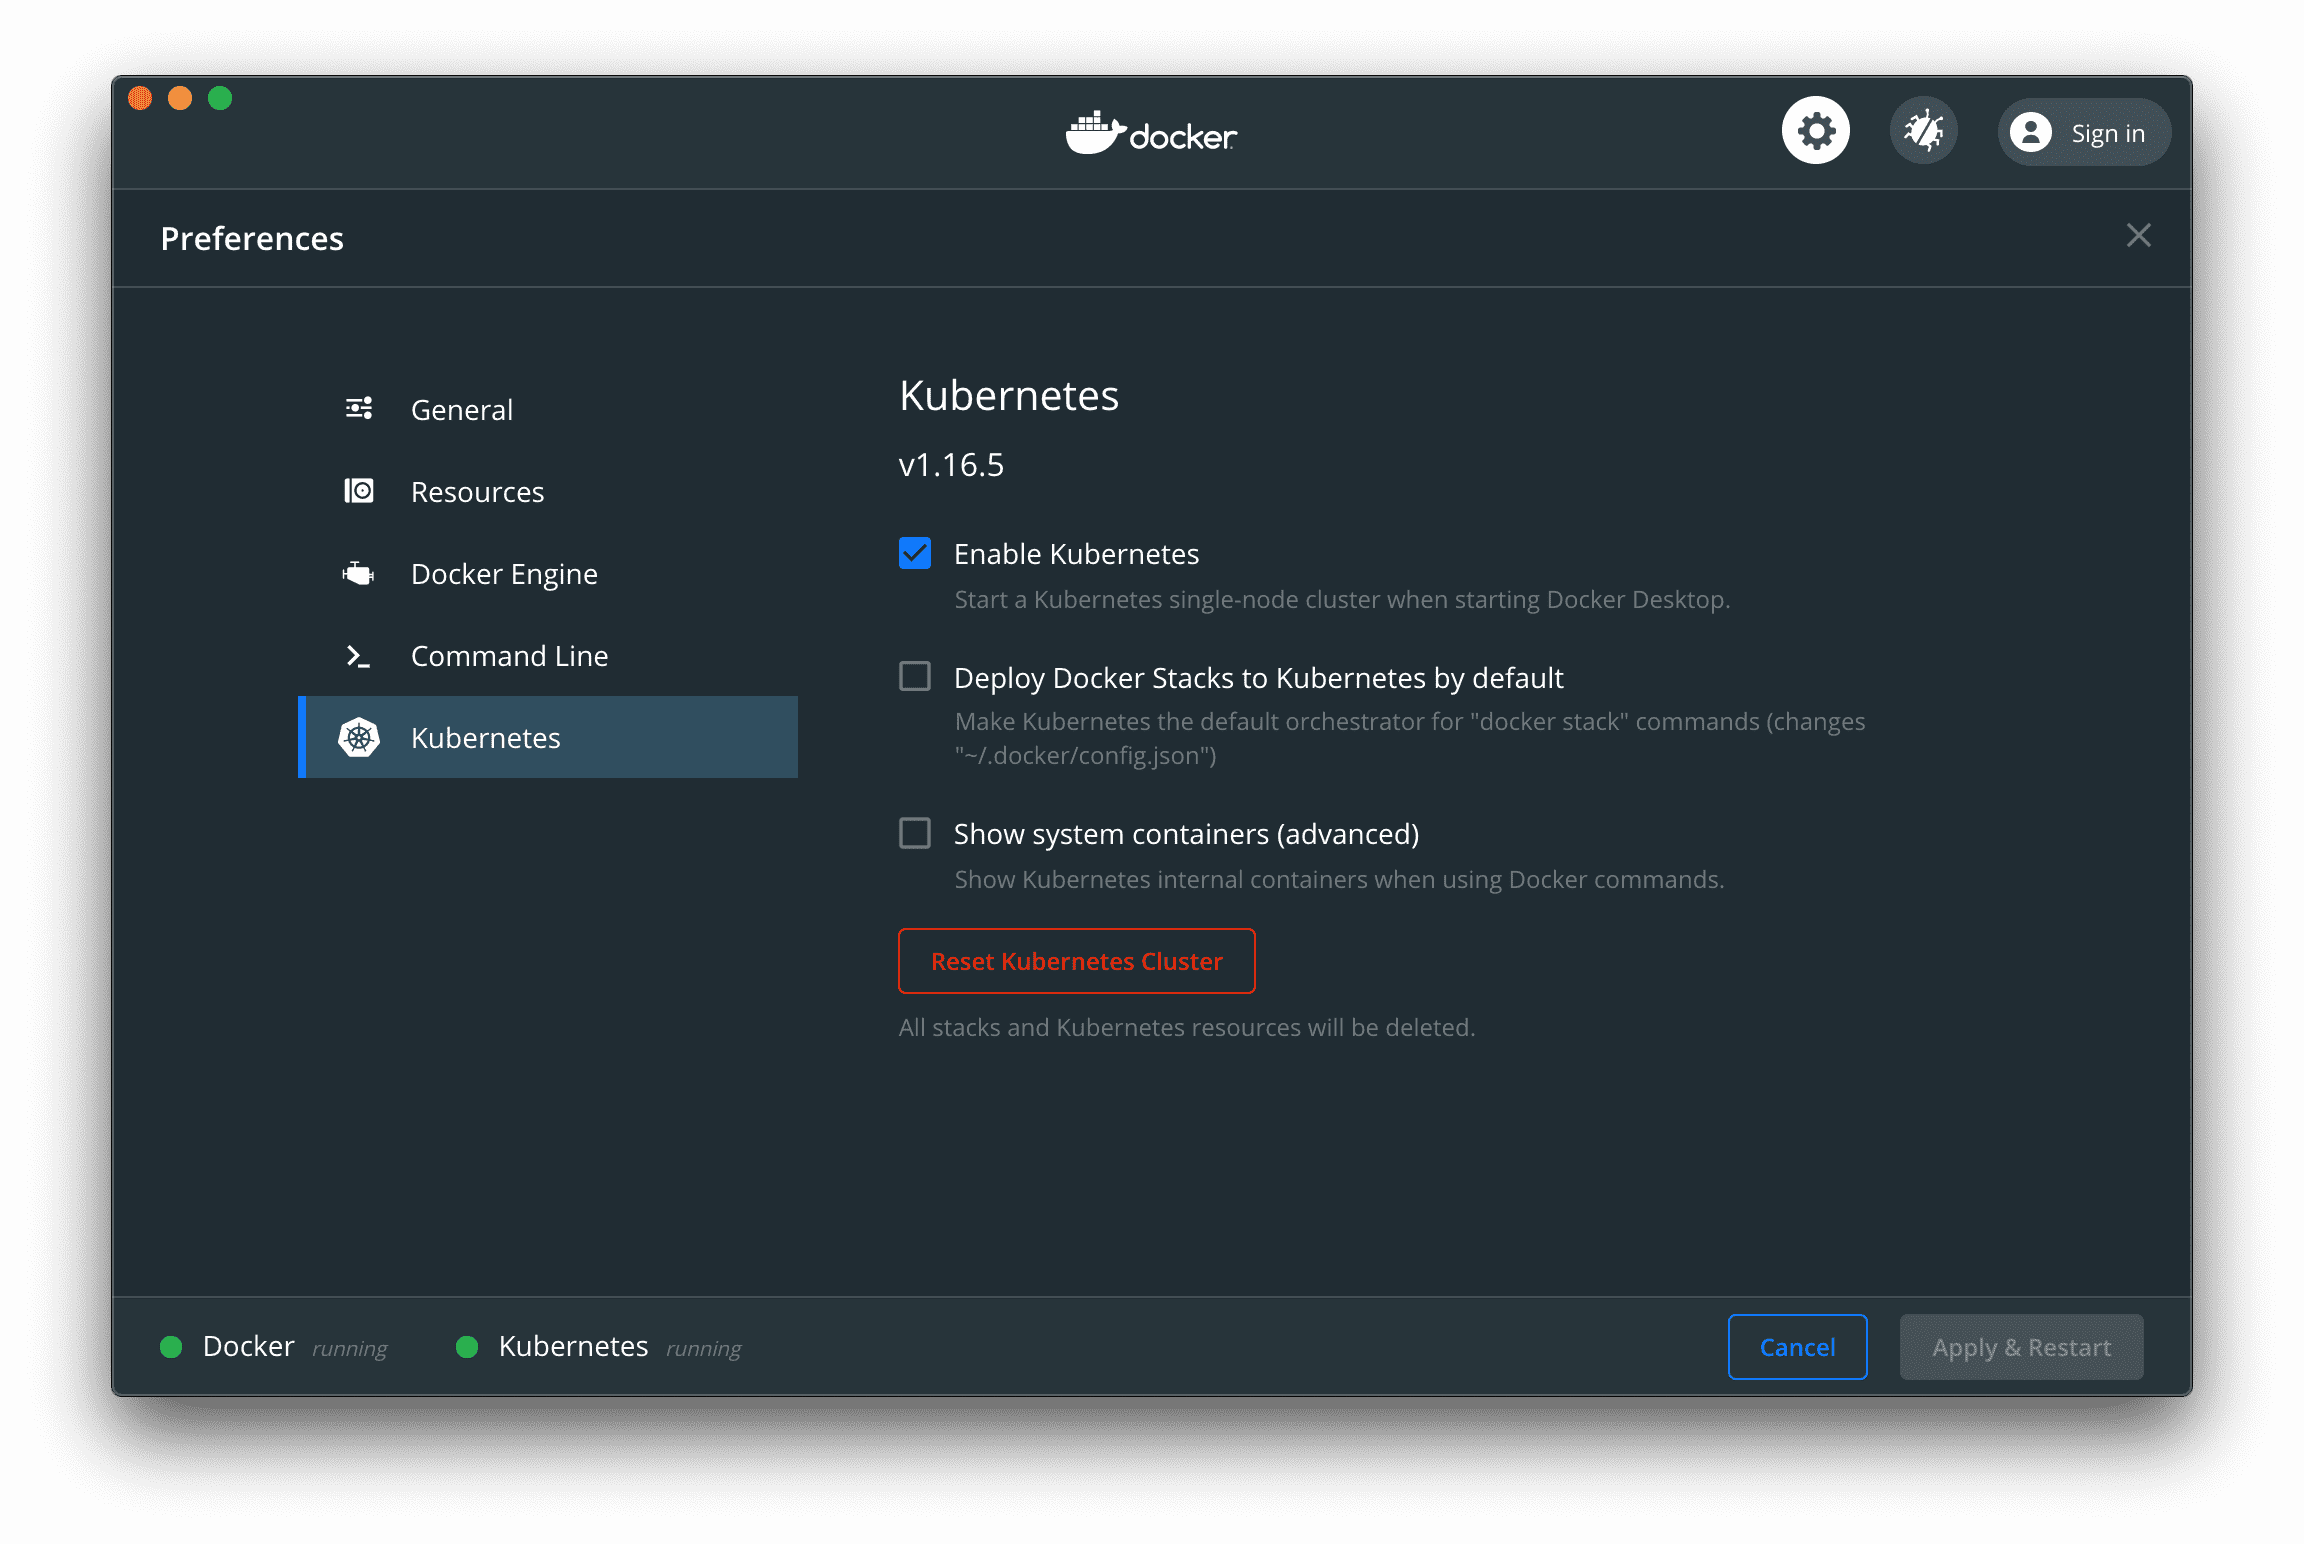 docker
Sign in
Preferences
General
Resources
Docker Engine
Command Line
Kubernetes
Kubernetes
v1.16.5
Enable Kubernetes
Start a Kubernetes single-node cluster when starting Docker Desktop.
Deploy Docker Stacks to Kubernetes by default
Make Kubernetes the default orchestrator for "docker stack" commands (changes
"~/.docker/config.json")
Show system containers (advanced)
Show Kubernetes internal containers when using Docker commands.
Reset Kubernetes Cluster
All stacks and Kubernetes resources will be deleted.
Docker running
Kubernetes running
Cancel
Apply & Restart